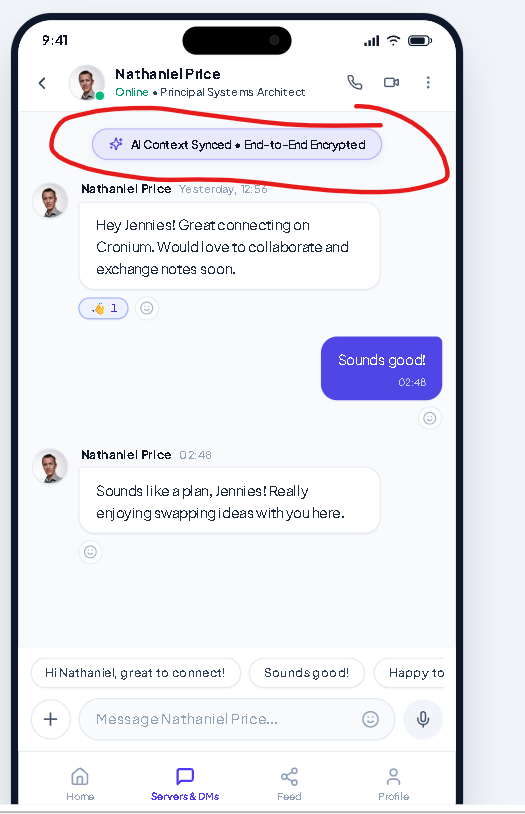 9:41
Nathaniel Price
Online • Principal Systems Architect
AI Context Synced • End-to-End Encrypted
Nathaniel Price Yesterday, 12:56
Hey Jennies! Great connecting on
Cronium. Would love to collaborate and
exchange notes soon.
👋 1
Sounds good!
02:48
Nathaniel Price 02:48
Sounds like a plan, Jennies! Really
enjoying swapping ideas with you here.
Hi Nathaniel, great to connect! Sounds good! Happy to
Message Nathaniel Price...
Home Servers & DMs Feed Profile